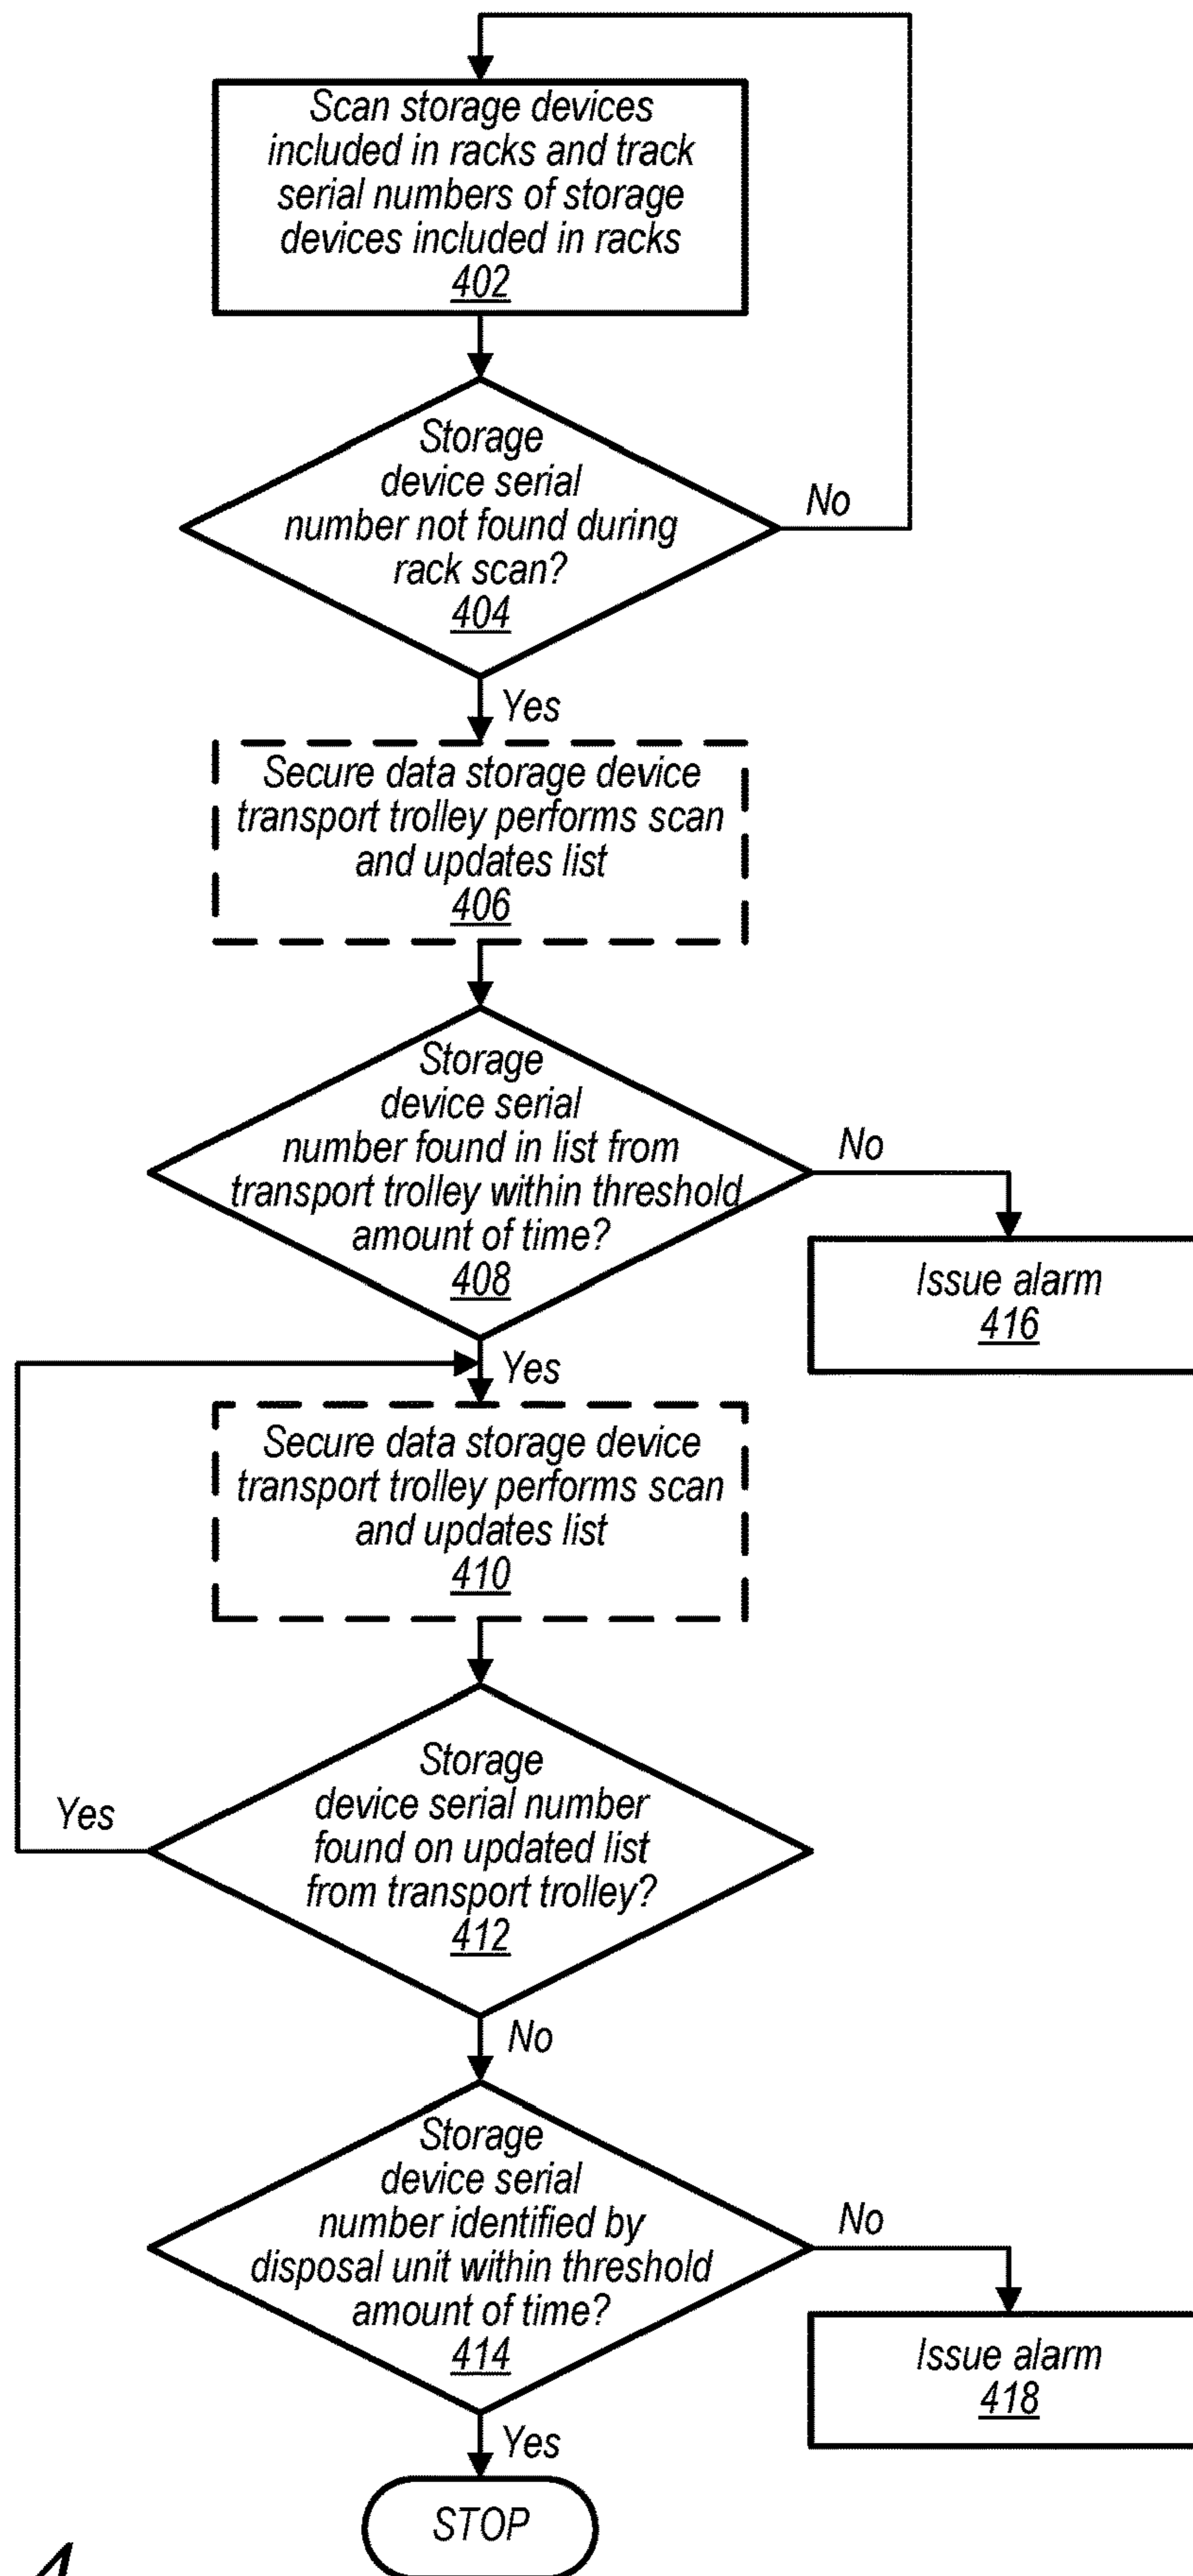 Scan storage devices
included in racks and track
serial numbers of storage
devices included in racks
402
Storage
device serial
number not found during
rack scan?
404
No
Yes
Secure data storage device
transport trolley performs scan
and updates list
406
Storage
device serial
number found in list from
transport trolley within threshold
amount of time?
408
No
Issue alarm
416
Yes
Secure data storage device
transport trolley performs scan
and updates list
410
Storage
device serial number
found on updated list
from transport trolley?
412
Yes
No
Storage
device serial
number identified by
disposal unit within threshold
amount of time?
414
No
Issue alarm
418
Yes
STOP